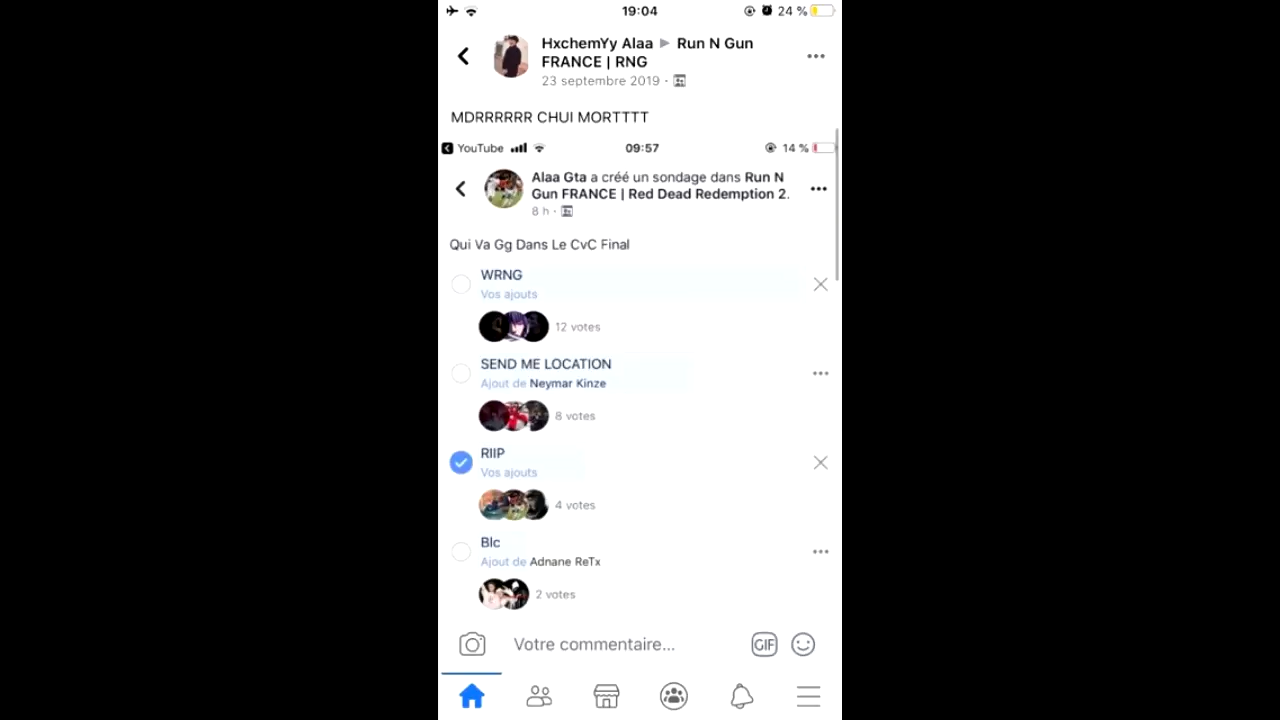 19:04
24 %
HxchemYy Alaa ▶ Run N Gun
FRANCE | RNG
23 septembre 2019 ·
MDRRRRRR CHUI MORTTTT
YouTube
09:57
14 %
Alaa Gta a créé un sondage dans Run N
Gun FRANCE | Red Dead Redemption 2.
8 h ·
Qui Va Gg Dans Le CvC Final
WRNG
Vos ajouts
12 votes
SEND ME LOCATION
Ajout de Neymar Kinze
8 votes
RIIP
Vos ajouts
4 votes
Blc
Ajout de Adnane ReTx
2 votes
Votre commentaire...
GIF